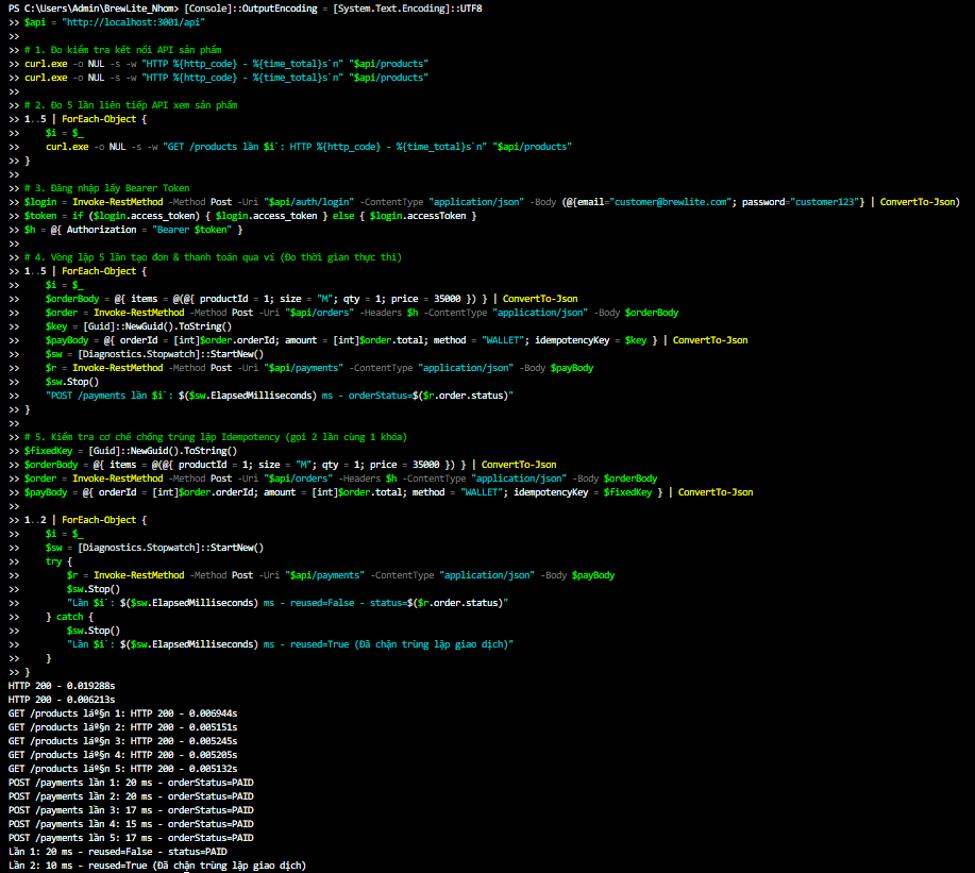 PS C:\Users\Admin\BrewLite_Nhom> [Console]::OutputEncoding = [System.Text.Encoding]::UTF8
>> $api = "http://localhost:3001/api"
>>
>> # 1. Đo kiểm tra kết nối API sản phẩm
>> curl.exe -o NUL -s -w "HTTP %{http_code} - %{time_total}s`n" "$api/products"
>> curl.exe -o NUL -s -w "HTTP %{http_code} - %{time_total}s`n" "$api/products"
>>
>> # 2. Đo 5 lần liên tiếp API xem sản phẩm
>> 1..5 | ForEach-Object {
>>     $i = $_
>>     curl.exe -o NUL -s -w "GET /products lần $i`: HTTP %{http_code} - %{time_total}s`n" "$api/products"
>> }
>>
>> # 3. Đăng nhập lấy Bearer Token
>> $login = Invoke-RestMethod -Method Post -Uri "$api/auth/login" -ContentType "application/json" -Body (@{email="customer@brewlite.com"; password="customer123"} | ConvertTo-Json)
>> $token = if ($login.access_token) { $login.access_token } else { $login.accessToken }
>> $h = @{ Authorization = "Bearer $token" }
>>
>> # 4. Vòng lặp 5 lần tạo đơn & thanh toán qua ví (Đo thời gian thực thi)
>> 1..5 | ForEach-Object {
>>     $i = $_
>>     $orderBody = @{ items = @(@{ productId = 1; size = "M"; qty = 1; price = 35000 }) } | ConvertTo-Json
>>     $order = Invoke-RestMethod -Method Post -Uri "$api/orders" -Headers $h -ContentType "application/json" -Body $orderBody
>>     $key = [Guid]::NewGuid().ToString()
>>     $payBody = @{ orderId = [int]$order.orderId; amount = [int]$order.total; method = "WALLET"; idempotencyKey = $key } | ConvertTo-Json
>>     $sw = [Diagnostics.Stopwatch]::StartNew()
>>     $r = Invoke-RestMethod -Method Post -Uri "$api/payments" -ContentType "application/json" -Body $payBody
>>     $sw.Stop()
>>     "POST /payments lần $i`: $($sw.ElapsedMilliseconds) ms - orderStatus=$($r.order.status)"
>> }
>>
>> # 5. Kiểm tra cơ chế chống trùng lặp Idempotency (gọi 2 lần cùng 1 khóa)
>> $fixedKey = [Guid]::NewGuid().ToString()
>> $orderBody = @{ items = @(@{ productId = 1; size = "M"; qty = 1; price = 35000 }) } | ConvertTo-Json
>> $order = Invoke-RestMethod -Method Post -Uri "$api/orders" -Headers $h -ContentType "application/json" -Body $orderBody
>> $payBody = @{ orderId = [int]$order.orderId; amount = [int]$order.total; method = "WALLET"; idempotencyKey = $fixedKey } | ConvertTo-Json
>>
>> 1..2 | ForEach-Object {
>>     $i = $_
>>     $sw = [Diagnostics.Stopwatch]::StartNew()
>>     try {
>>         $r = Invoke-RestMethod -Method Post -Uri "$api/payments" -ContentType "application/json" -Body $payBody
>>         $sw.Stop()
>>         "Lần $i`: $($sw.ElapsedMilliseconds) ms - reused=False - status=$($r.order.status)"
>>     } catch {
>>         $sw.Stop()
>>         "Lần $i`: $($sw.ElapsedMilliseconds) ms - reused=True (Đã chặn trùng lặp giao dịch)"
>>     }
>> }
HTTP 200 - 0.019288s
HTTP 200 - 0.006213s
GET /products láº§n 1: HTTP 200 - 0.006944s
GET /products láº§n 2: HTTP 200 - 0.005151s
GET /products láº§n 3: HTTP 200 - 0.005245s
GET /products láº§n 4: HTTP 200 - 0.005205s
GET /products láº§n 5: HTTP 200 - 0.005132s
POST /payments lần 1: 20 ms - orderStatus=PAID
POST /payments lần 2: 20 ms - orderStatus=PAID
POST /payments lần 3: 17 ms - orderStatus=PAID
POST /payments lần 4: 15 ms - orderStatus=PAID
POST /payments lần 5: 17 ms - orderStatus=PAID
Lần 1: 20 ms - reused=False - status=PAID
Lần 2: 10 ms - reused=True (Đã chặn trùng lặp giao dịch)